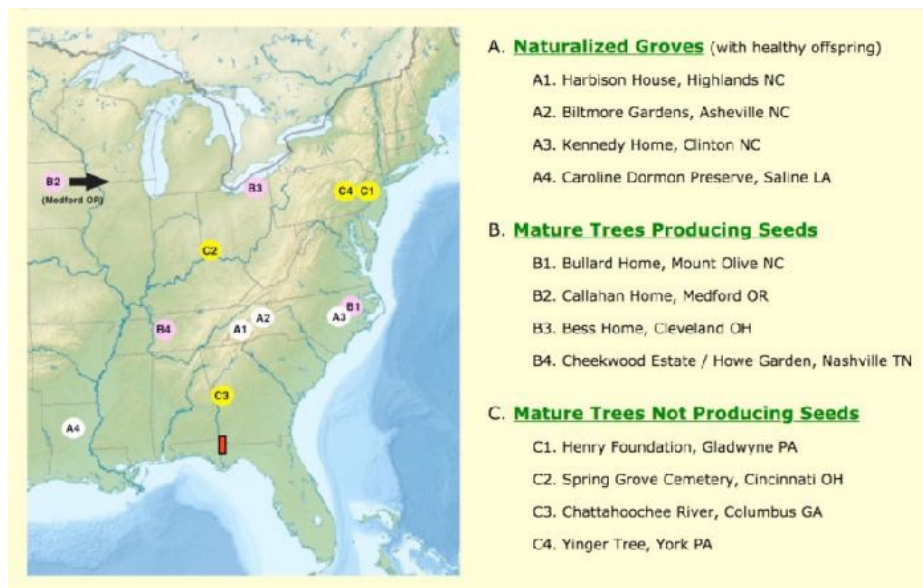 B2
(Medford OR)
B3
C4
C1
C2
B4
A1
A2
A3
B1
C3
A4
A. Naturalized Groves (with healthy offspring)
A1. Harbison House, Highlands NC
A2. Biltmore Gardens, Asheville NC
A3. Kennedy Home, Clinton NC
A4. Caroline Dormon Preserve, Saline LA
B. Mature Trees Producing Seeds
B1. Bullard Home, Mount Olive NC
B2. Callahan Home, Medford OR
B3. Bess Home, Cleveland OH
B4. Cheekwood Estate / Howe Garden, Nashville TN
C. Mature Trees Not Producing Seeds
C1. Henry Foundation, Gladwyne PA
C2. Spring Grove Cemetery, Cincinnati OH
C3. Chattahoochee River, Columbus GA
C4. Yinger Tree, York PA